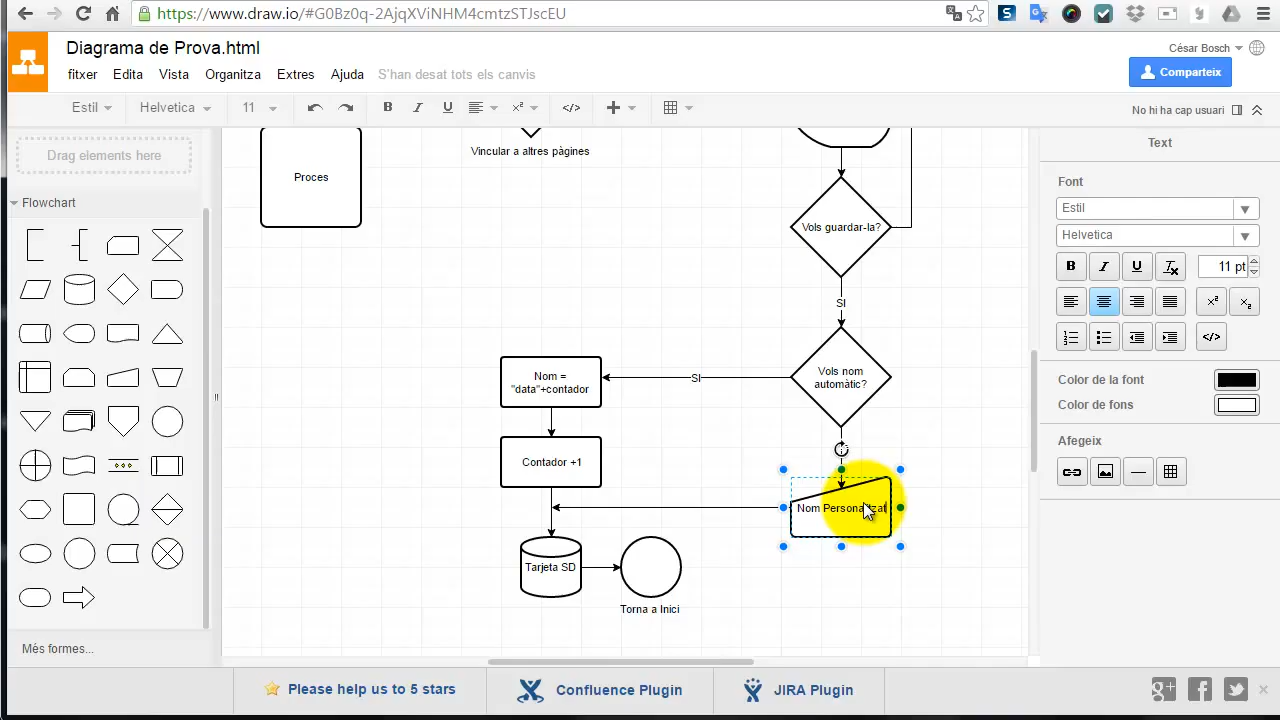 https://www.draw.io/#G0Bz0q-2AjqXViNHM4cmtzSTJscEU
Diagrama de Prova.html
César Bosch
fitxer Edita Vista Organitza Extres Ajuda S'han desat tots els canvis
Comparteix
Estil Helvetica 11 B I U
No hi ha cap usuari
Drag elements here
Flowchart
Més formes...
Proces
Vincular a altres pàgines
Vols guardar-la?
SI
Vols nom
automàtic?
SI
Nom =
"data"+contador
Contador +1
Nom Personalitzat
Tarjeta SD
Torna a Inici
Text
Font
Estil
Helvetica
B I U Tx 11 pt
Color de la font
Color de fons
Afegeix
Please help us to 5 stars Confluence Plugin JIRA Plugin